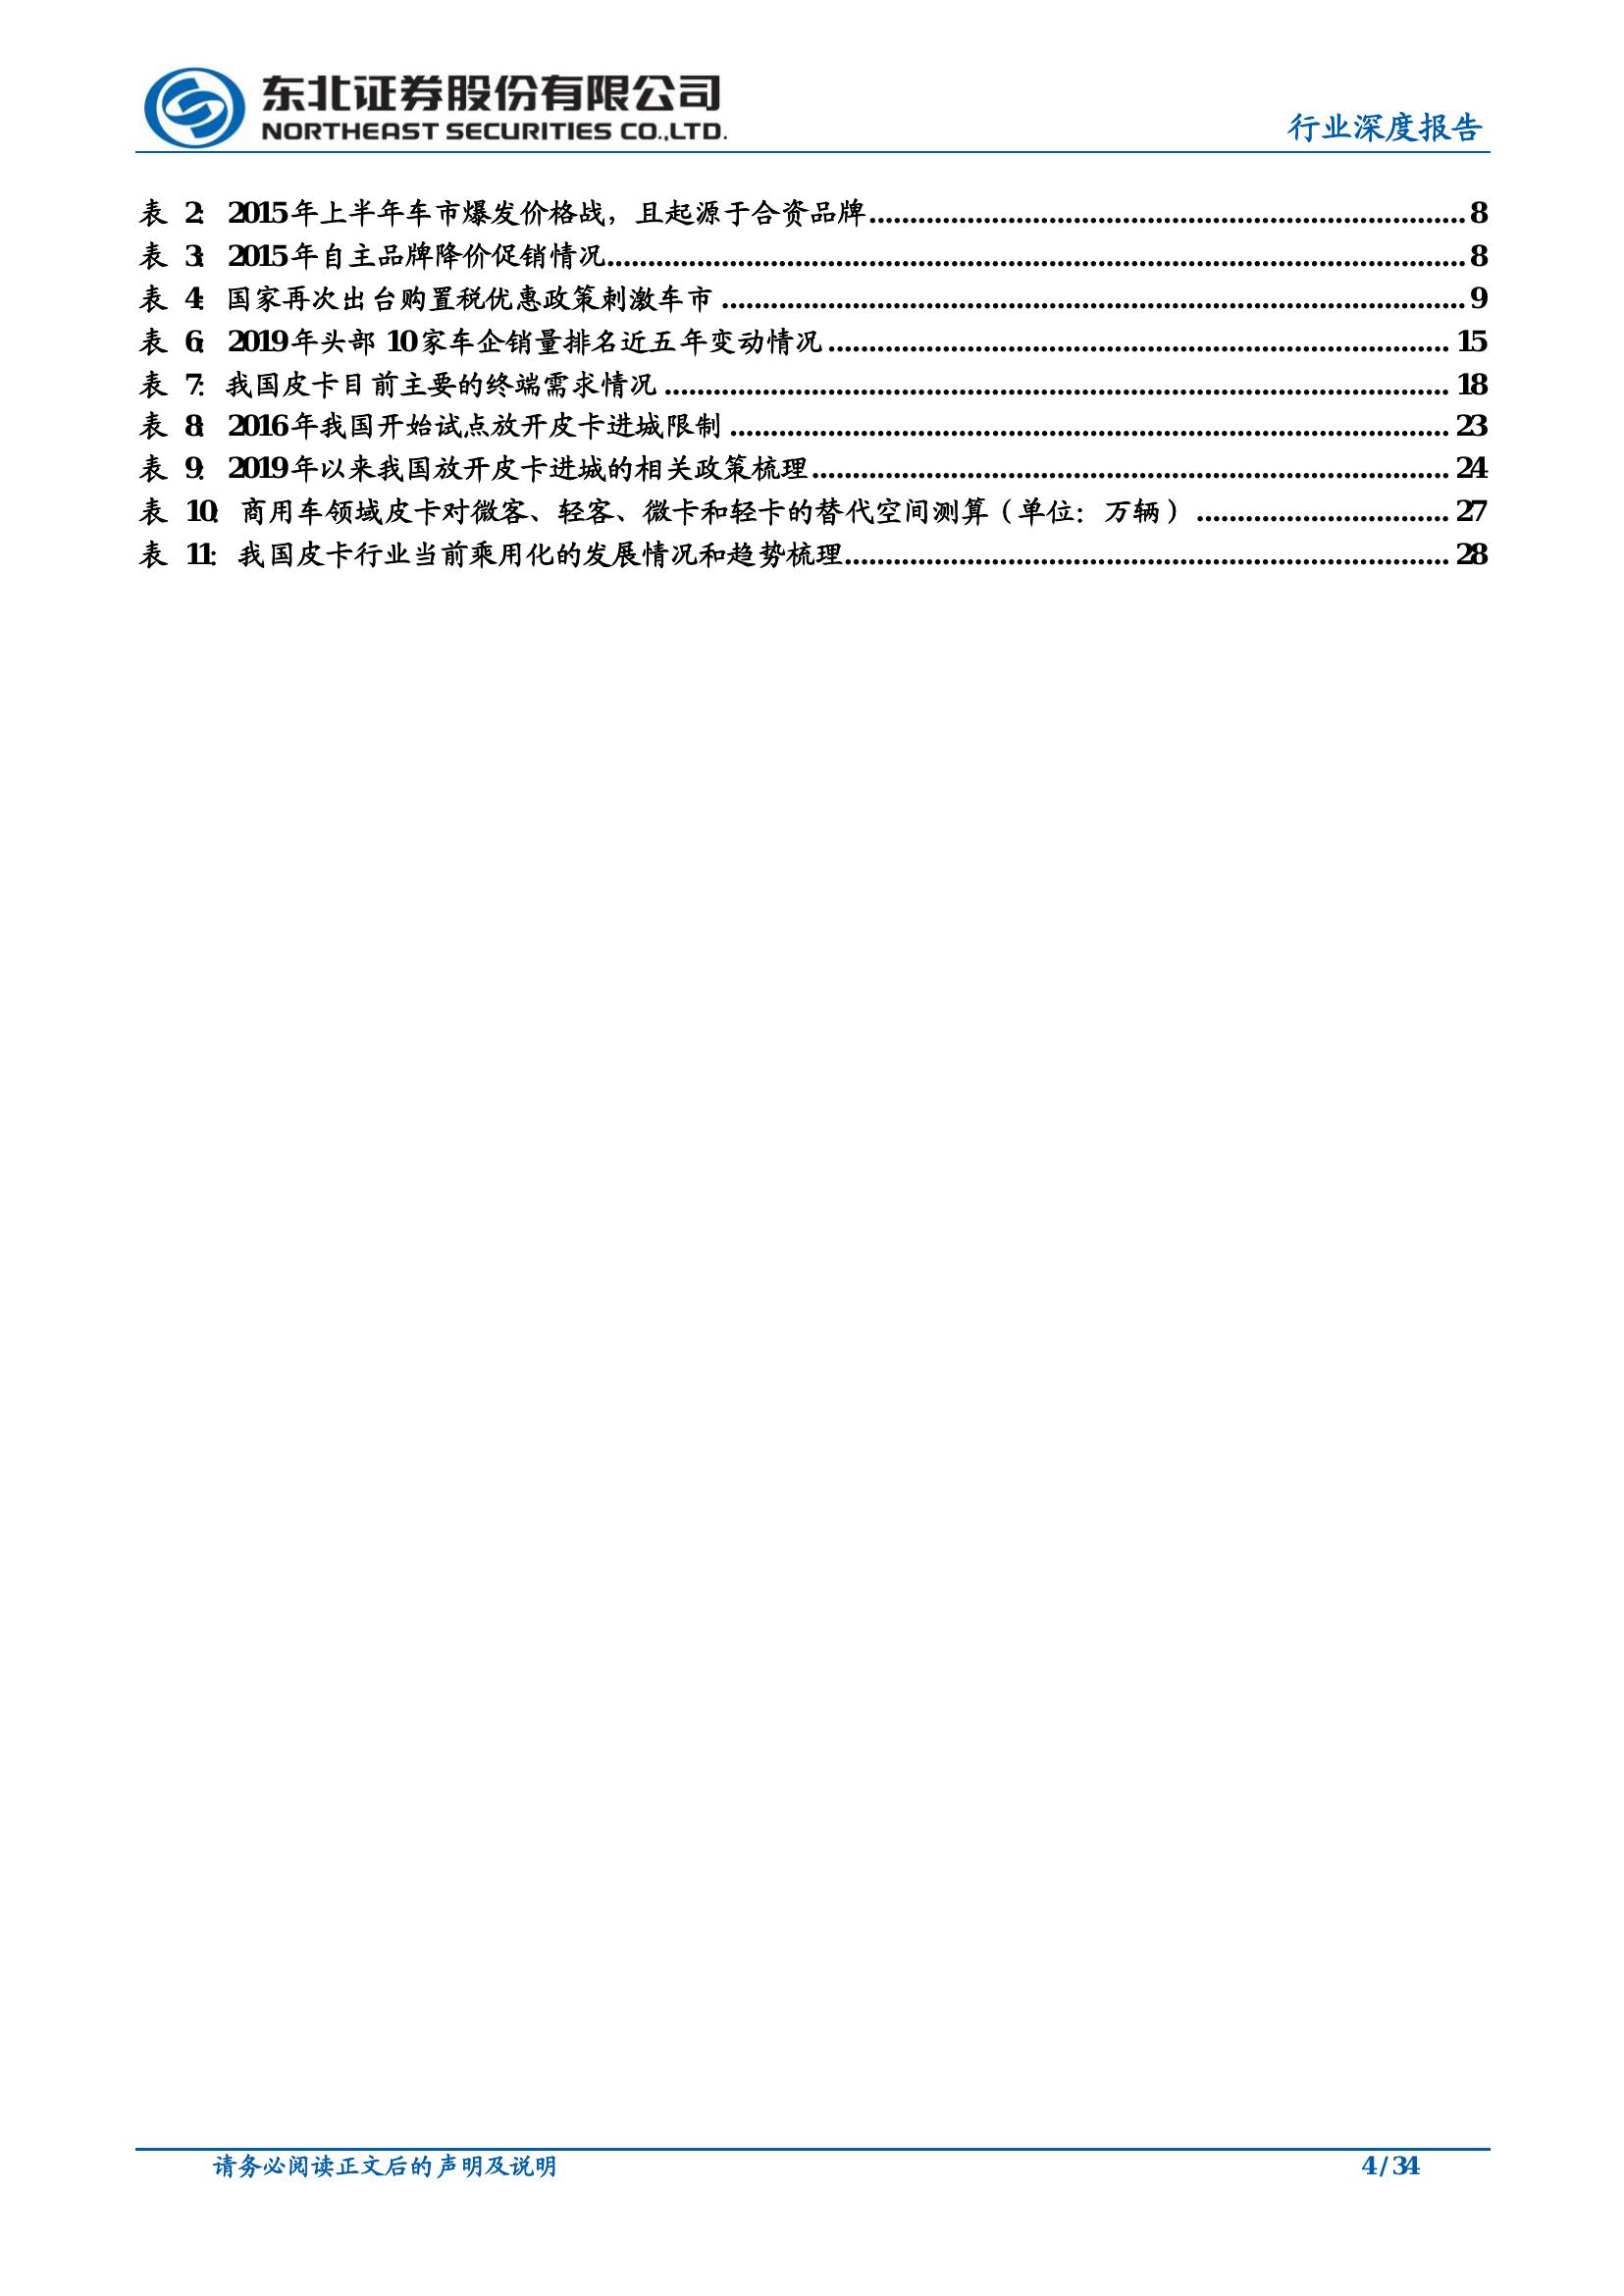 东北证券股份有限公司
NORTHEAST SECURITIES CO.,LTD.
行业深度报告
表 2: 2015年上半年车市爆发价格战，且起源于合资品牌........................................................................ 8
表 3: 2015年自主品牌降价促销情况........................................................................................................ 8
表 4: 国家再次出台购置税优惠政策刺激车市 .......................................................................................... 9
表 6: 2019年头部 10家车企销量排名近五年变动情况 ........................................................................... 15
表 7: 我国皮卡目前主要的终端需求情况 ............................................................................................... 18
表 8: 2016年我国开始试点放开皮卡进城限制 ....................................................................................... 23
表 9: 2019年以来我国放开皮卡进城的相关政策梳理............................................................................. 24
表 10: 商用车领域皮卡对微客、轻客、微卡和轻卡的替代空间测算（单位：万辆） .............................. 27
表 11: 我国皮卡行业当前乘用化的发展情况和趋势梳理......................................................................... 28
请务必阅读正文后的声明及说明
4 / 34